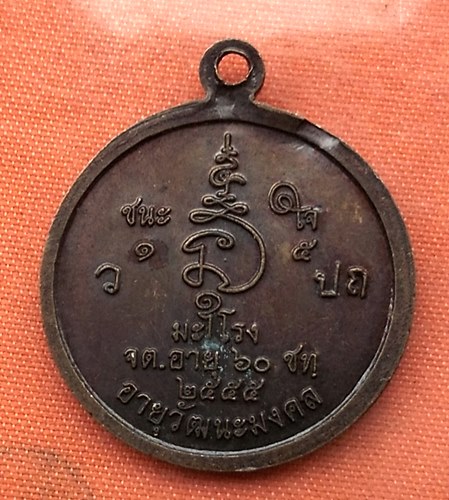 ชนะ ใจ
๑ ๕
ว ปถ
มะโรง
จต.อายุ ๖๐ ชท
๒๕๕๕
อายุวัฒนะมงคล